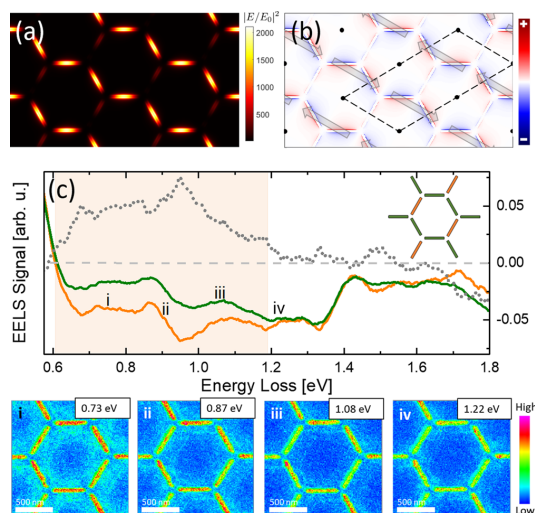 (a)
|E/E₀|²
2000
1500
1000
500
(b)
+
−
(c)
EELS Signal [arb. u.]
0.05
0.00
-0.05
i
ii
iii
iv
0.6 0.8 1.0 1.2 1.4 1.6 1.8
Energy Loss [eV]
i 0.73 eV
500 nm
ii 0.87 eV
500 nm
iii 1.08 eV
500 nm
iv 1.22 eV
500 nm
High
Low